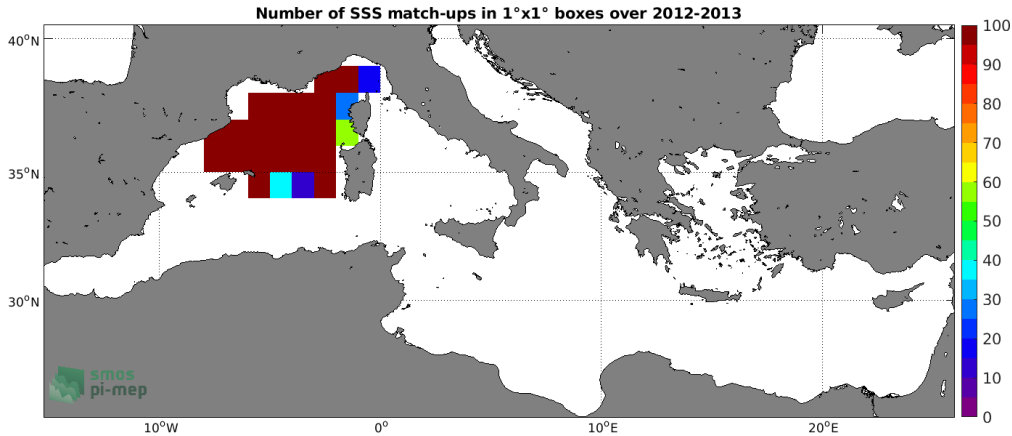 Number of SSS match-ups in 1°x1° boxes over 2012-2013
40°N
35°N
30°N
10°W
0°
10°E
20°E
100
90
80
70
60
50
40
30
20
10
0
smos
pi-mep